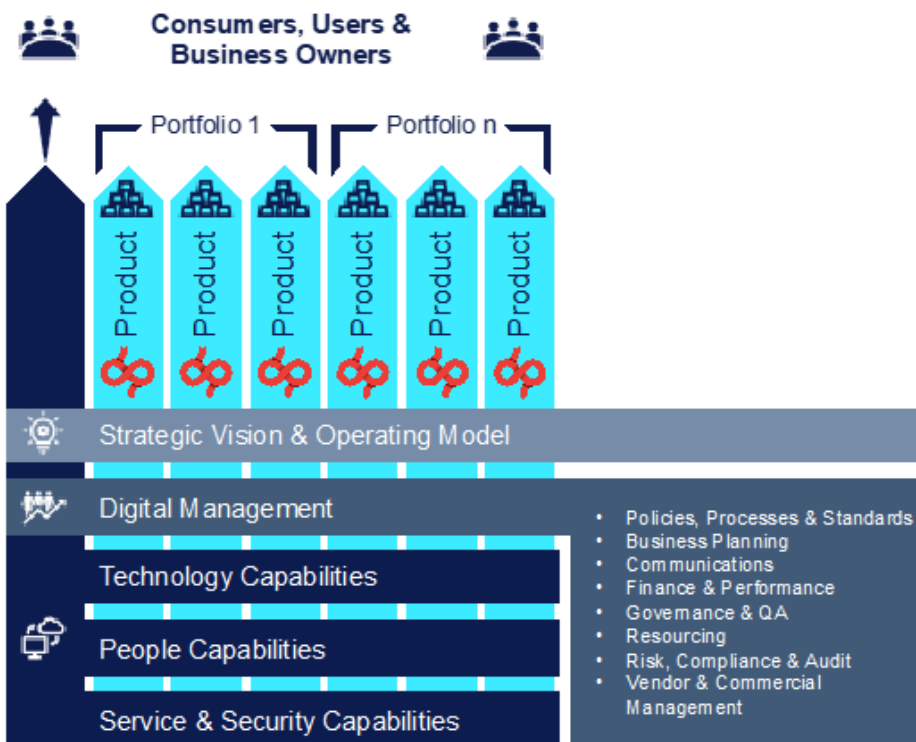 Consumers, Users &
Business Owners
Portfolio 1
Portfolio n
Product
Product
Product
Product
Product
Product
Strategic Vision & Operating Model
Digital Management
Technology Capabilities
People Capabilities
Service & Security Capabilities
• Policies, Processes & Standards
• Business Planning
• Communications
• Finance & Performance
• Governance & QA
• Resourcing
• Risk, Compliance & Audit
• Vendor & Commercial
Management